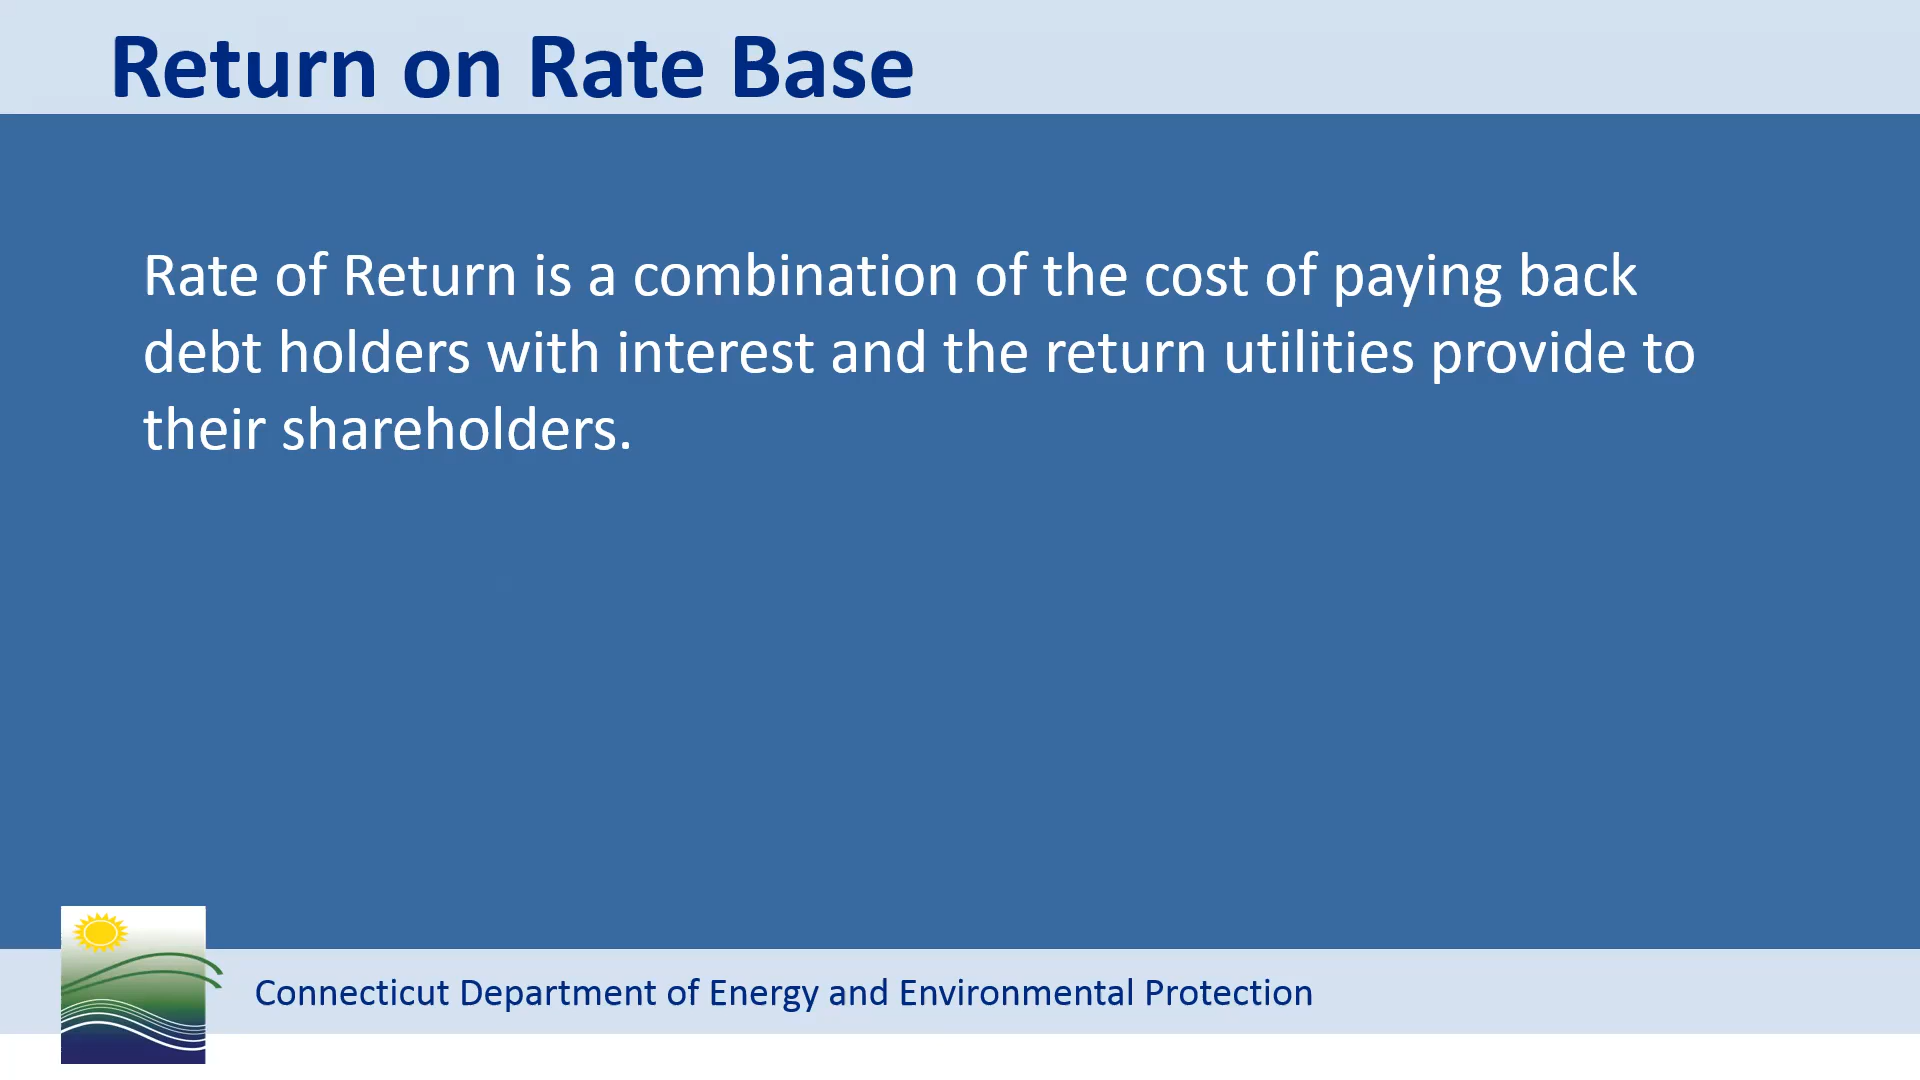 Return on Rate Base
Rate of Return is a combination of the cost of paying back
debt holders with interest and the return utilities provide to
their shareholders.
Connecticut Department of Energy and Environmental Protection